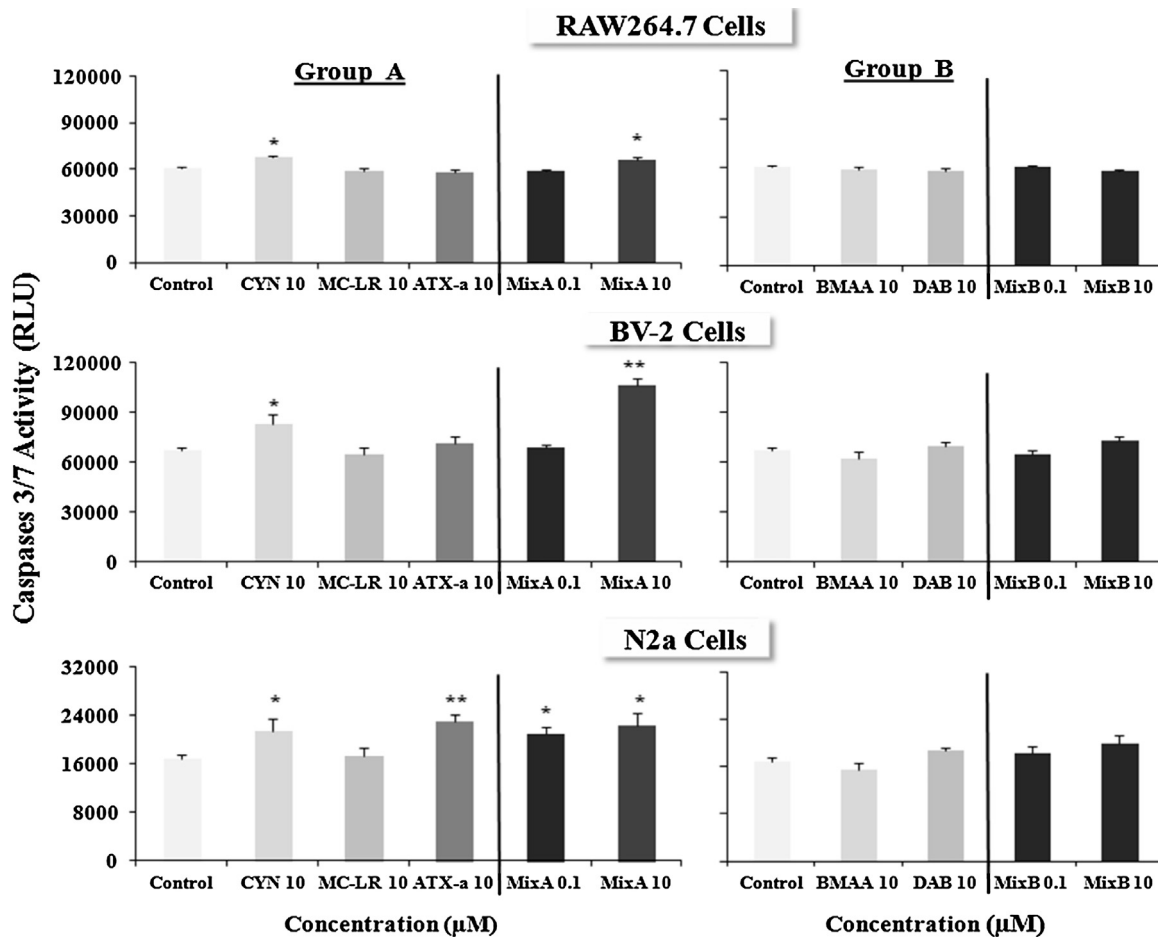 RAW264.7 Cells
Group A
Group B
120000
90000
60000
30000
0
*
*
Control CYN 10 MC-LR 10 ATX-a 10 MixA 0.1 MixA 10
Control BMAA 10 DAB 10 MixB 0.1 MixB 10
BV-2 Cells
120000
90000
60000
30000
0
*
**
Control CYN 10 MC-LR 10 ATX-a 10 MixA 0.1 MixA 10
Control BMAA 10 DAB 10 MixB 0.1 MixB 10
N2a Cells
32000
24000
16000
8000
0
*
**
*
*
Control CYN 10 MC-LR 10 ATX-a 10 MixA 0.1 MixA 10
Control BMAA 10 DAB 10 MixB 0.1 MixB 10
Caspases 3/7 Activity (RLU)
Concentration (µM)
Concentration (µM)